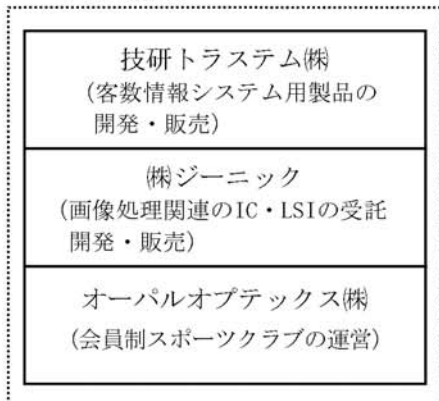 技研トラステム㈱
（客数情報システム用製品の
開発・販売）
㈱ジーニック
（画像処理関連のIC・LSIの受託
開発・販売）
オーパルオプテックス㈱
（会員制スポーツクラブの運営）